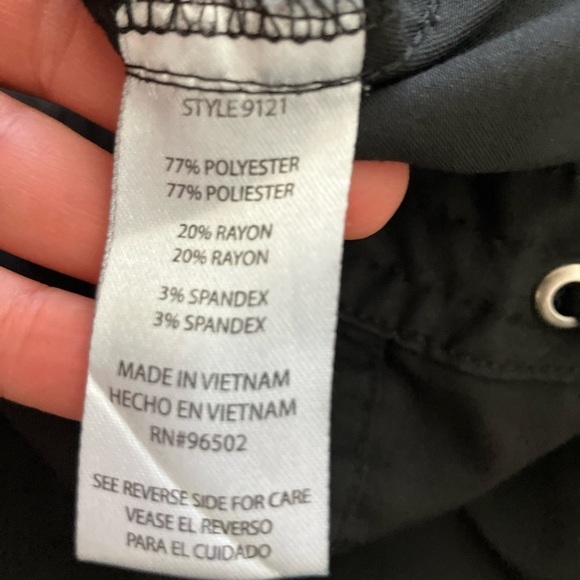 STYLE 9121
77% POLYESTER
77% POLIESTER
20% RAYON
20% RAYON
3% SPANDEX
3% SPANDEX
MADE IN VIETNAM
HECHO EN VIETNAM
RN#96502
SEE REVERSE SIDE FOR CARE
VEASE EL REVERSO
PARA EL CUIDADO